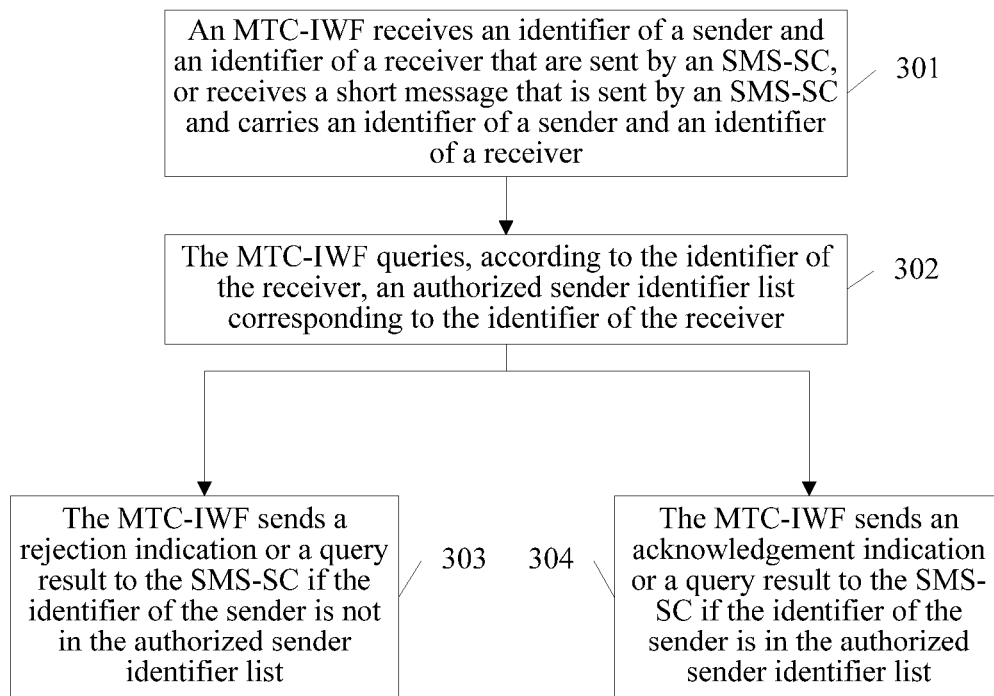 An MTC-IWF receives an identifier of a sender and
an identifier of a receiver that are sent by an SMS-SC,
or receives a short message that is sent by an SMS-SC
and carries an identifier of a sender and an identifier
of a receiver
301
The MTC-IWF queries, according to the identifier of
the receiver, an authorized sender identifier list
corresponding to the identifier of the receiver
302
The MTC-IWF sends a
rejection indication or a query
result to the SMS-SC if the
identifier of the sender is not
in the authorized sender
identifier list
303
304
The MTC-IWF sends an
acknowledgement indication
or a query result to the SMS-
SC if the identifier of the
sender is in the authorized
sender identifier list